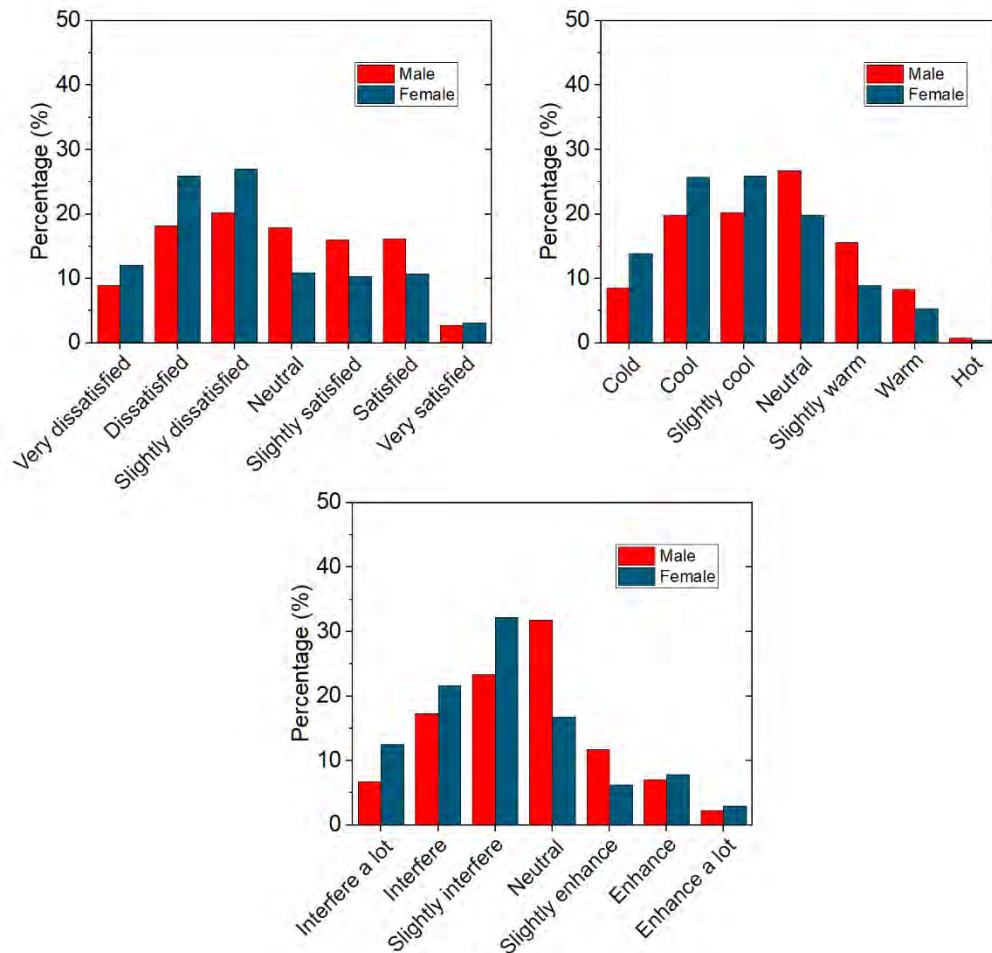 50
40
30
20
10
0
Percentage (%)
Male
Female
Very dissatisfied
Dissatisfied
Slightly dissatisfied
Neutral
Slightly satisfied
Satisfied
Very satisfied
50
40
30
20
10
0
Percentage (%)
Male
Female
Cold
Cool
Slightly cool
Neutral
Slightly warm
Warm
Hot
50
40
30
20
10
0
Percentage (%)
Male
Female
Interfere a lot
Interfere
Slightly interfere
Neutral
Slightly enhance
Enhance
Enhance a lot